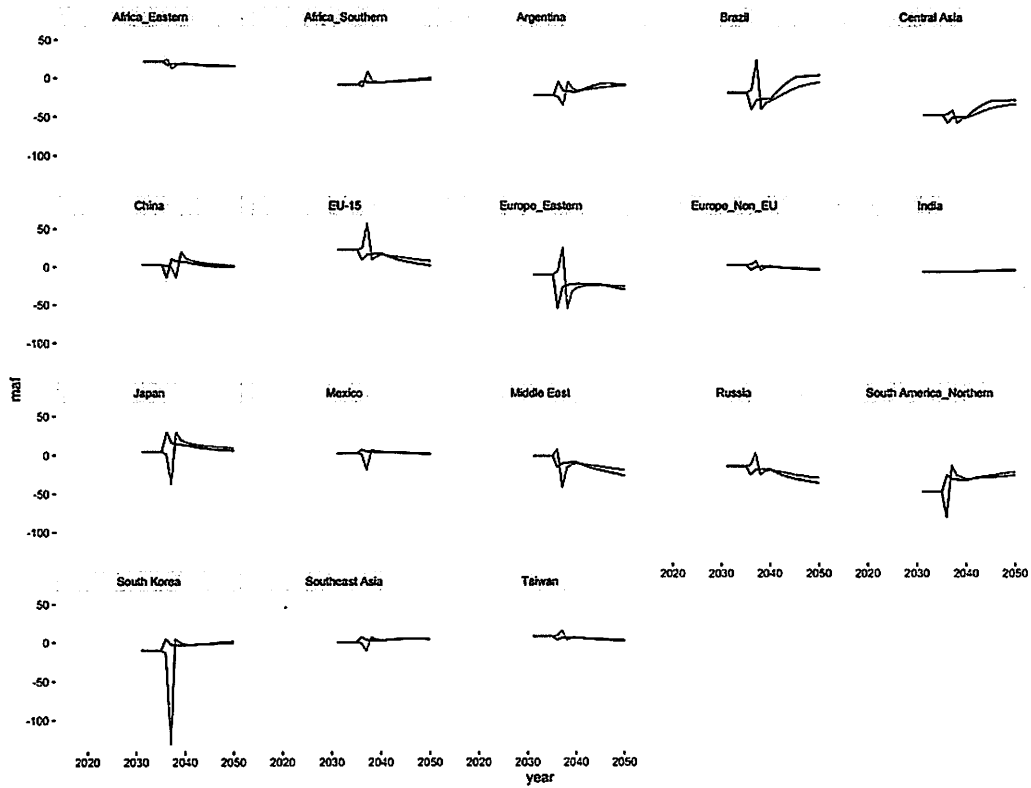 Africa_Eastern Africa_Southern Argentina Brazil Central Asia
50
0
-50
-100
China EU-15 Europe_Eastern Europe_Non_EU India
50
0
-50
-100
maf
Japan Mexico Middle East Russia South America_Northern
50
0
-50
-100
2020 2030 2040 2050 2020 2030 2040 2050
South Korea Southeast Asia Taiwan
50
0
-50
-100
2020 2030 2040 2050 2020 2030 2040 2050 2020 2030 2040 2050
year